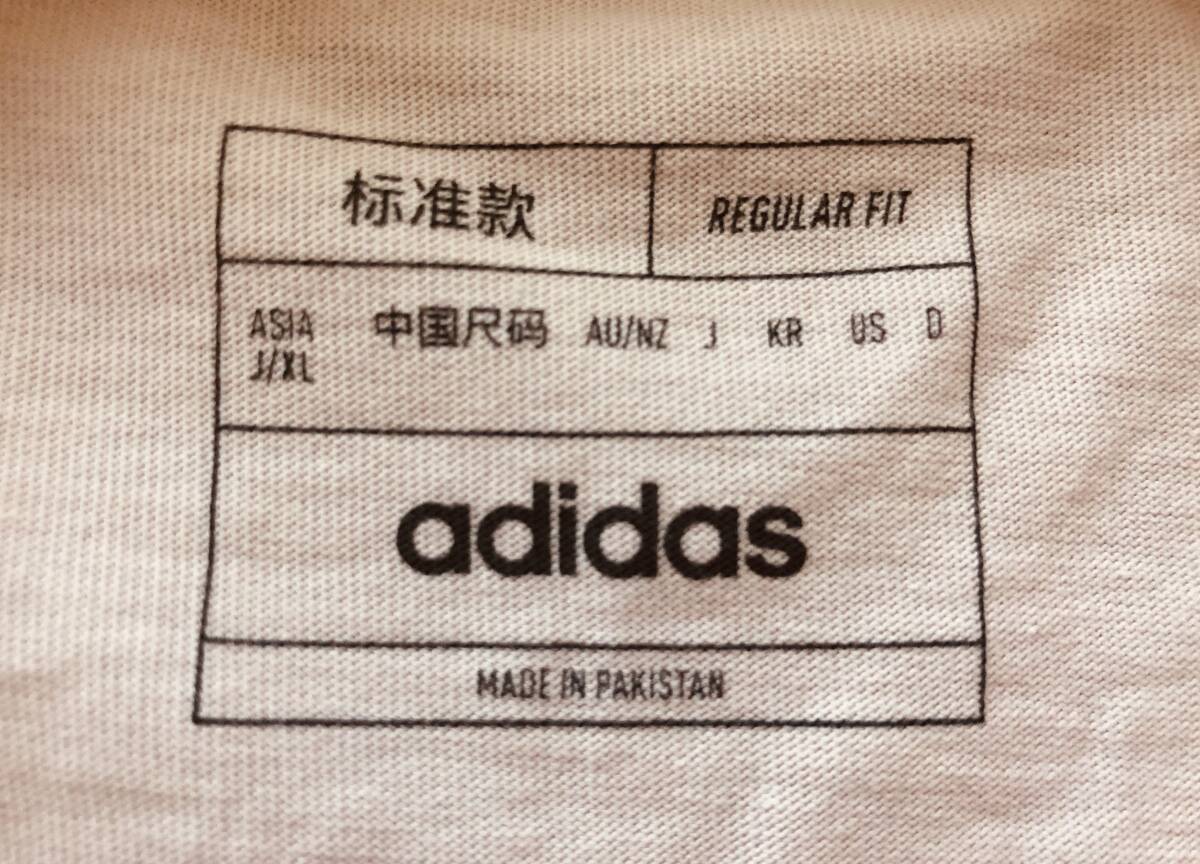 标准款 REGULAR FIT
ASIA 中国尺码 AU/NZ J KR US D
J/XL
adidas
MADE IN PAKISTAN